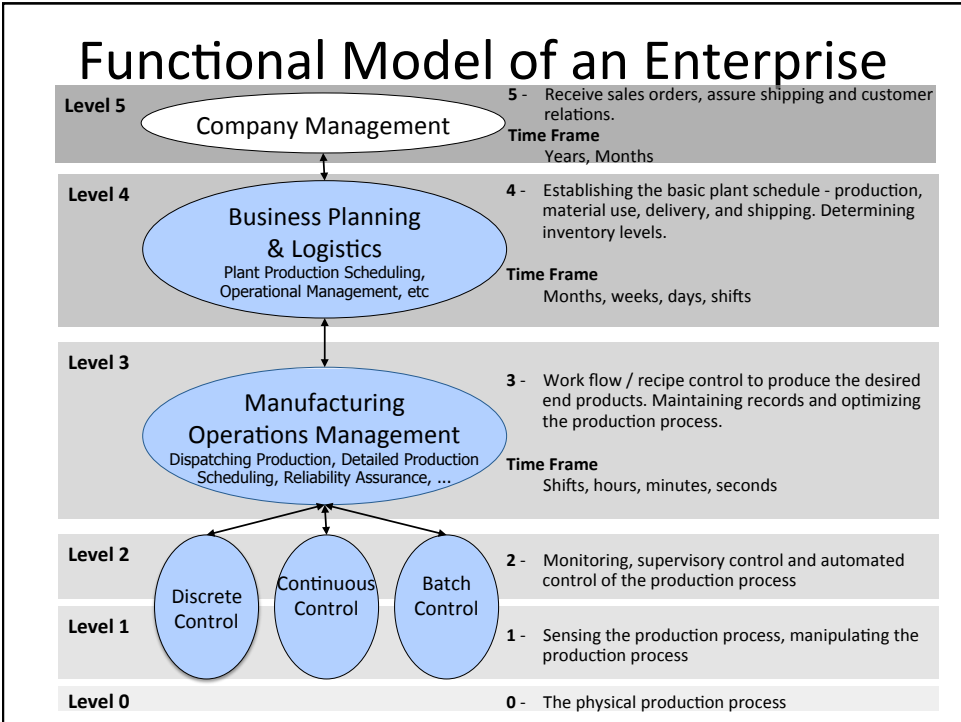 Functional Model of an Enterprise
Level 5
Company Management
5 - Receive sales orders, assure shipping and customer
relations.
Time Frame
Years, Months
Level 4
Business Planning
& Logistics
Plant Production Scheduling,
Operational Management, etc
4 - Establishing the basic plant schedule - production,
material use, delivery, and shipping. Determining
inventory levels.
Time Frame
Months, weeks, days, shifts
Level 3
Manufacturing
Operations Management
Dispatching Production, Detailed Production
Scheduling, Reliability Assurance, ...
3 - Work flow / recipe control to produce the desired
end products. Maintaining records and optimizing
the production process.
Time Frame
Shifts, hours, minutes, seconds
Level 2
2 - Monitoring, supervisory control and automated
control of the production process
Discrete
Control
Continuous
Control
Batch
Control
Level 1
1 - Sensing the production process, manipulating the
production process
Level 0
0 - The physical production process